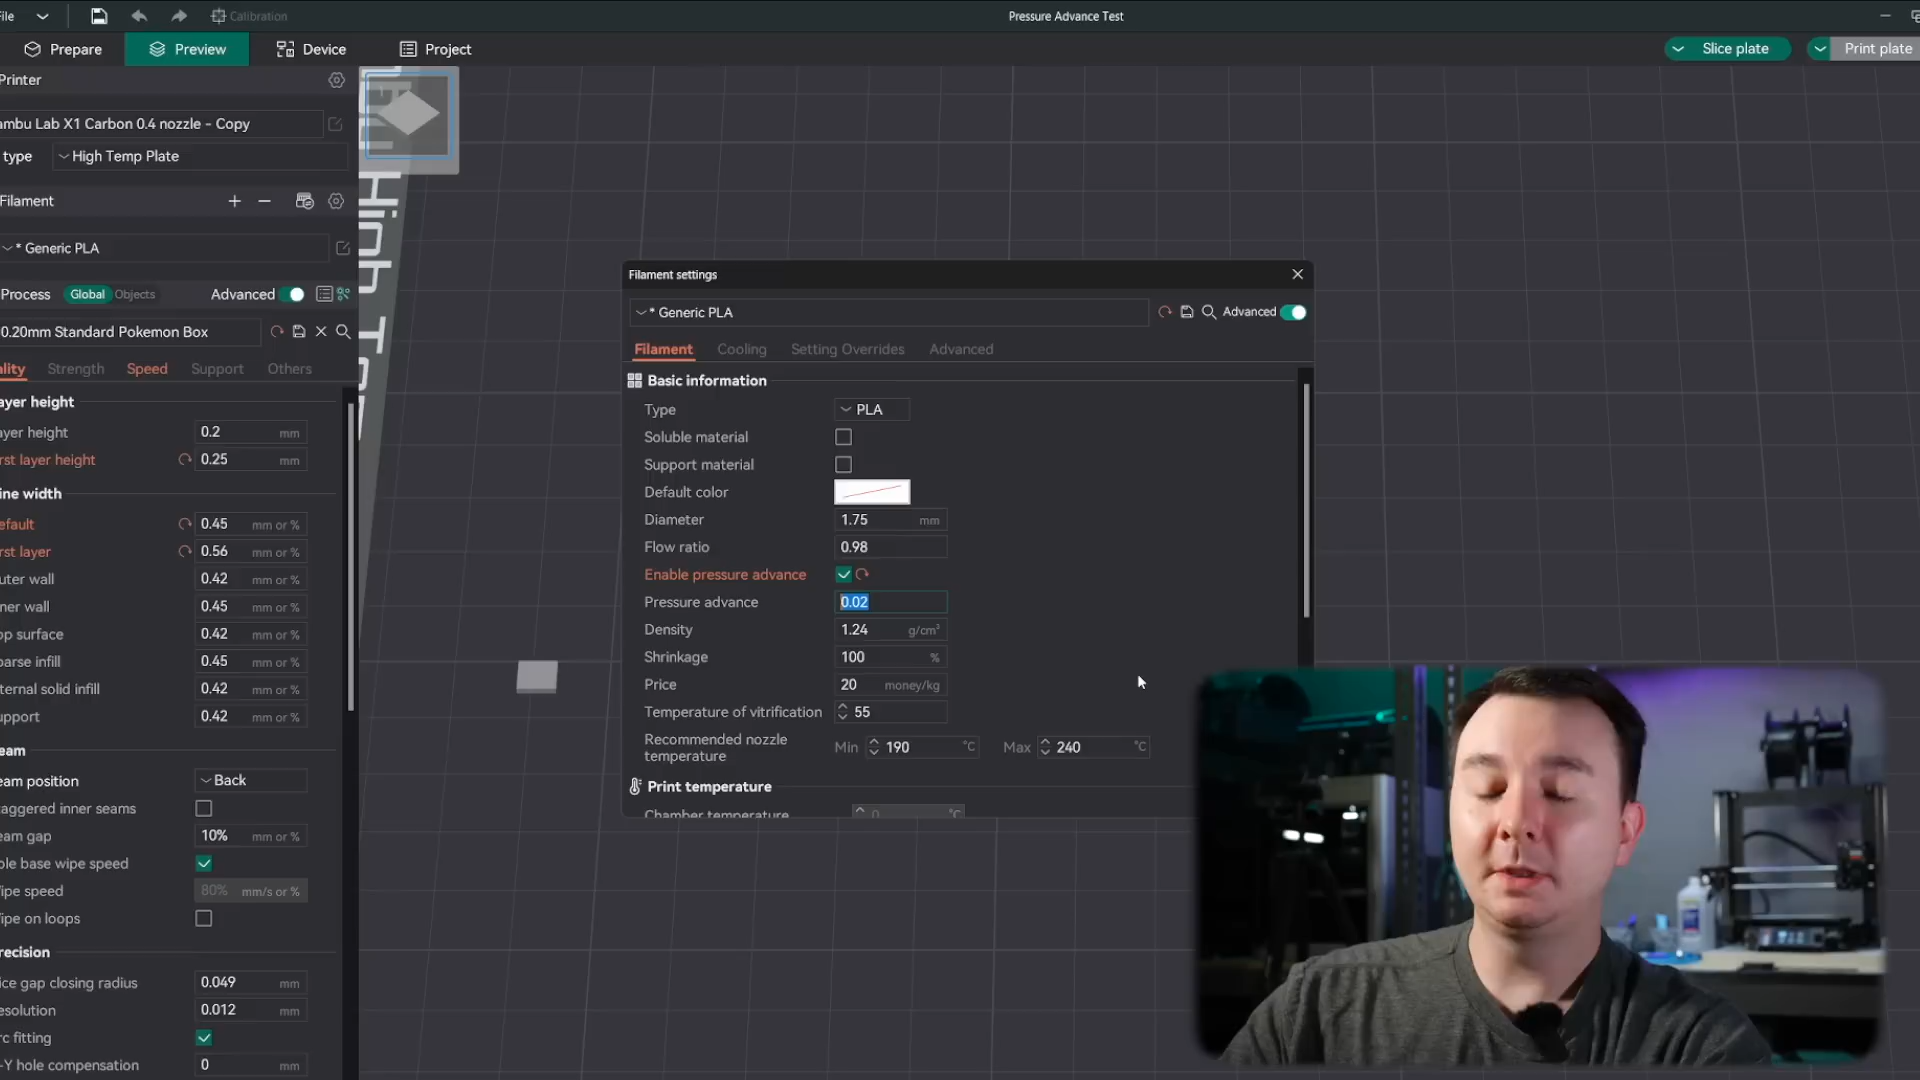 File
Calibration
Pressure Advance Test
Prepare
Preview
Device
Project
Slice plate
Print plate
Printer
ambu Lab X1 Carbon 0.4 nozzle - Copy
type
High Temp Plate
Filament
* Generic PLA
Process
Global
Objects
Advanced
0.20mm Standard Pokemon Box
ality
Strength
Speed
Support
Others
ayer height
ayer height 0.2 mm
rst layer height 0.25 mm
ine width
efault 0.45 mm or %
rst layer 0.56 mm or %
uter wall 0.42 mm or %
ner wall 0.45 mm or %
op surface 0.42 mm or %
parse infill 0.45 mm or %
ternal solid infill 0.42 mm or %
upport 0.42 mm or %
eam
eam position Back
taggered inner seams
eam gap 10% mm or %
ole base wipe speed
ipe speed 80% mm/s or %
ipe on loops
recision
ice gap closing radius 0.049 mm
esolution 0.012 mm
rc fitting
-Y hole compensation 0 mm
High Te
Filament settings
* Generic PLA
Advanced
Filament
Cooling
Setting Overrides
Advanced
Basic information
Type PLA
Soluble material
Support material
Default color
Diameter 1.75 mm
Flow ratio 0.98
Enable pressure advance
Pressure advance 0.02
Density 1.24 g/cm³
Shrinkage 100 %
Price 20 money/kg
Temperature of vitrification 55
Recommended nozzle
temperature
Min 190 °C Max 240 °C
Print temperature
Chamber temperature 0 °C